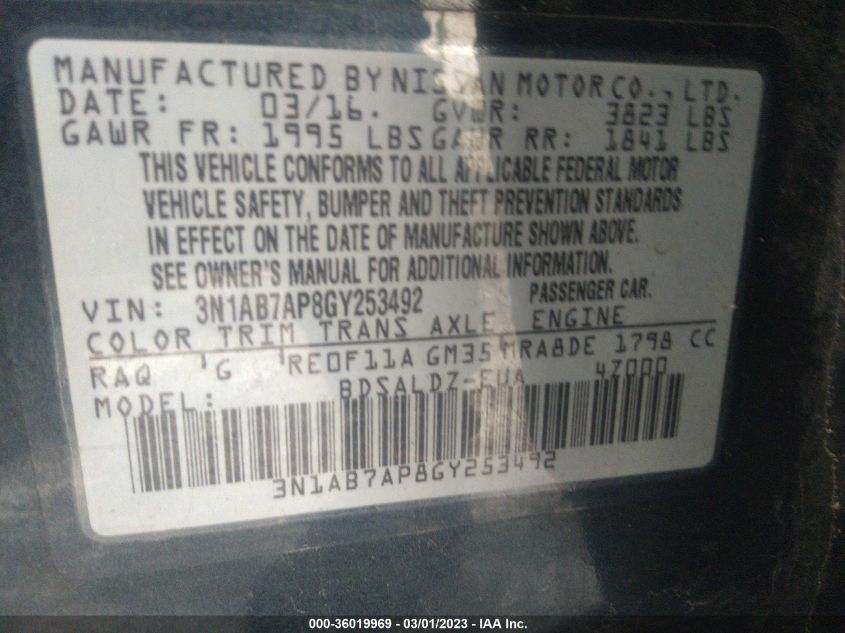 MANUFACTURED BY NISSAN MOTOR CO., LTD.
DATE: 03/16. GVWR: 3823 LBS
GAWR FR: 1995 LBS GAWR RR: 1841 LBS
THIS VEHICLE CONFORMS TO ALL APPLICABLE FEDERAL MOTOR
VEHICLE SAFETY, BUMPER AND THEFT PREVENTION STANDARDS
IN EFFECT ON THE DATE OF MANUFACTURE SHOWN ABOVE.
SEE OWNER'S MANUAL FOR ADDITIONAL INFORMATION.
VIN: 3N1AB7AP8GY253492 PASSENGER CAR.
COLOR TRIM TRANS AXLE ENGINE
RAQ G RE0F11A GM35 MRA8DE 1798 CC
MODEL: BDSALDZ-EUA 47000
3N1AB7AP8GY253492
000-36019969 - 03/01/2023 - IAA Inc.